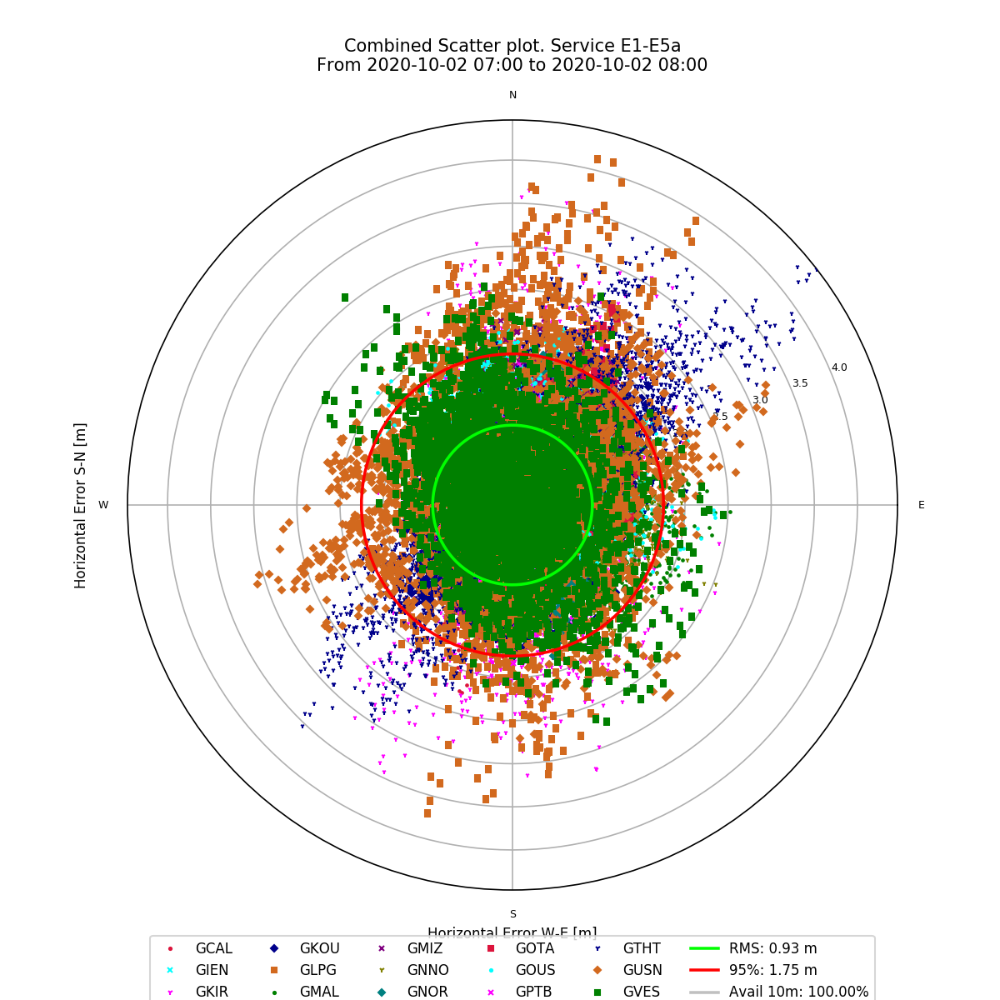 Combined Scatter plot. Service E1-E5a
From 2020-10-02 07:00 to 2020-10-02 08:00
N
4.0
3.5
3.0
W
E
Horizontal Error S-N [m]
S
Horizontal Error W-E [m]
GCAL GKOU GMIZ GOTA GTHT RMS: 0.93 m
GIEN GLPG GNNO GOUS GUSN 95%: 1.75 m
GKIR GMAL GNOR GPTB GVES Avail 10m: 100.00%